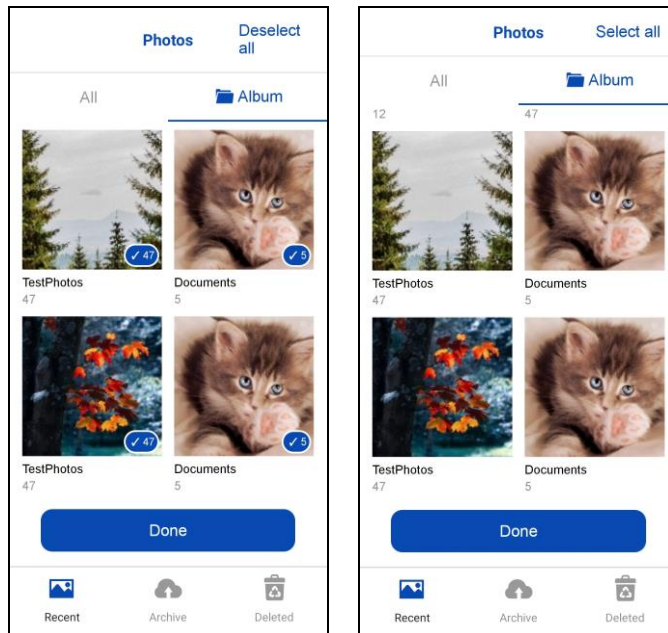 Photos
Deselect
all
All
Album
✓ 47
✓ 5
TestPhotos
Documents
47
5
✓ 47
✓ 5
TestPhotos
Documents
47
5
Done
Recent
Archive
Deleted
Photos
Select all
All
Album
12
47
TestPhotos
Documents
47
5
TestPhotos
Documents
47
5
Done
Recent
Archive
Deleted